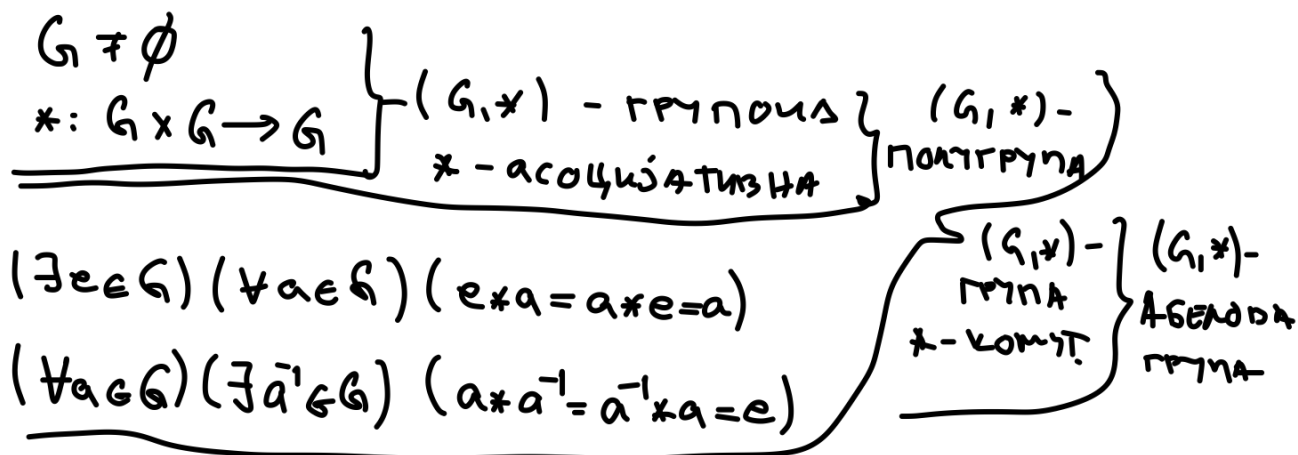 G ≠ ∅
*: G × G → G
(G, *) - групоид
* - асоцијативна
(G, *) -
полугрупа
(∃e∈G)(∀a∈G)(e*a=a*e=a)
(∀a∈G)(∃a⁻¹∈G)(a*a⁻¹=a⁻¹*a=e)
(G, *) -
група
* - комут.
(G, *) -
Абелова
група